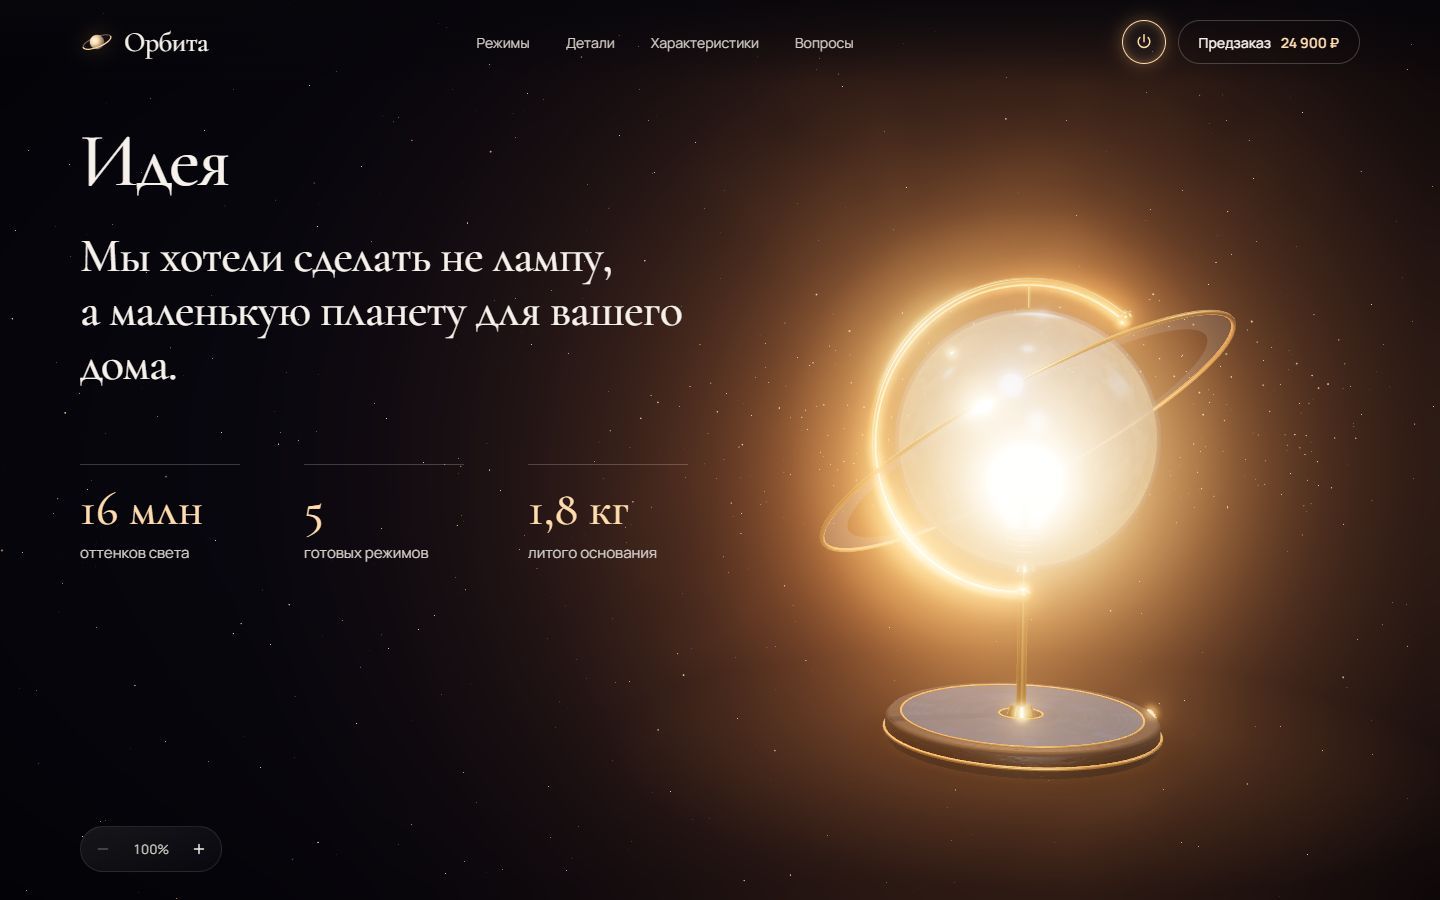 Орбита
Режимы
Детали
Характеристики
Вопросы
Предзаказ 24 900 ₽
Идея
Мы хотели сделать не лампу,
а маленькую планету для вашего
дома.
16 млн
оттенков света
5
готовых режимов
1,8 кг
литого основания
− 100% +